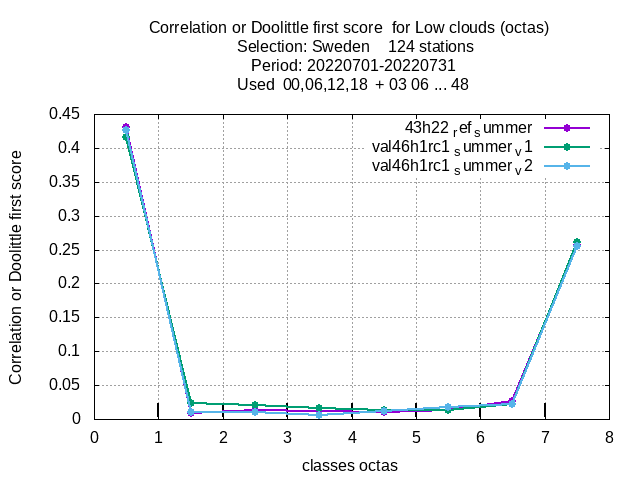 Correlation or Doolittle first score  for Low clouds (octas)
Selection: Sweden    124 stations
Period: 20220701-20220731
Used  00,06,12,18  + 03 06 ... 48
43h22 ref summer
val46h1rc1 summer v1
val46h1rc1 summer v2
Correlation or Doolittle first score
0.45
0.4
0.35
0.3
0.25
0.2
0.15
0.1
0.05
0
0 1 2 3 4 5 6 7 8
classes octas